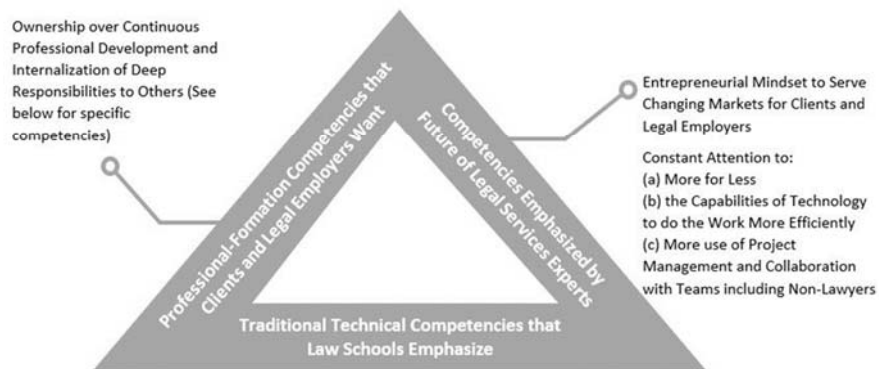 Ownership over Continuous
Professional Development and
Internalization of Deep
Responsibilities to Others (See
below for specific
competencies)
Professional-Formation Competencies that
Clients and Legal Employers Want
Competencies Emphasized by
Future of Legal Services Experts
Entrepreneurial Mindset to Serve
Changing Markets for Clients and
Legal Employers
Constant Attention to:
(a) More for Less
(b) the Capabilities of Technology
to do the Work More Efficiently
(c) More use of Project
Management and Collaboration
with Teams including Non-Lawyers
Traditional Technical Competencies that
Law Schools Emphasize